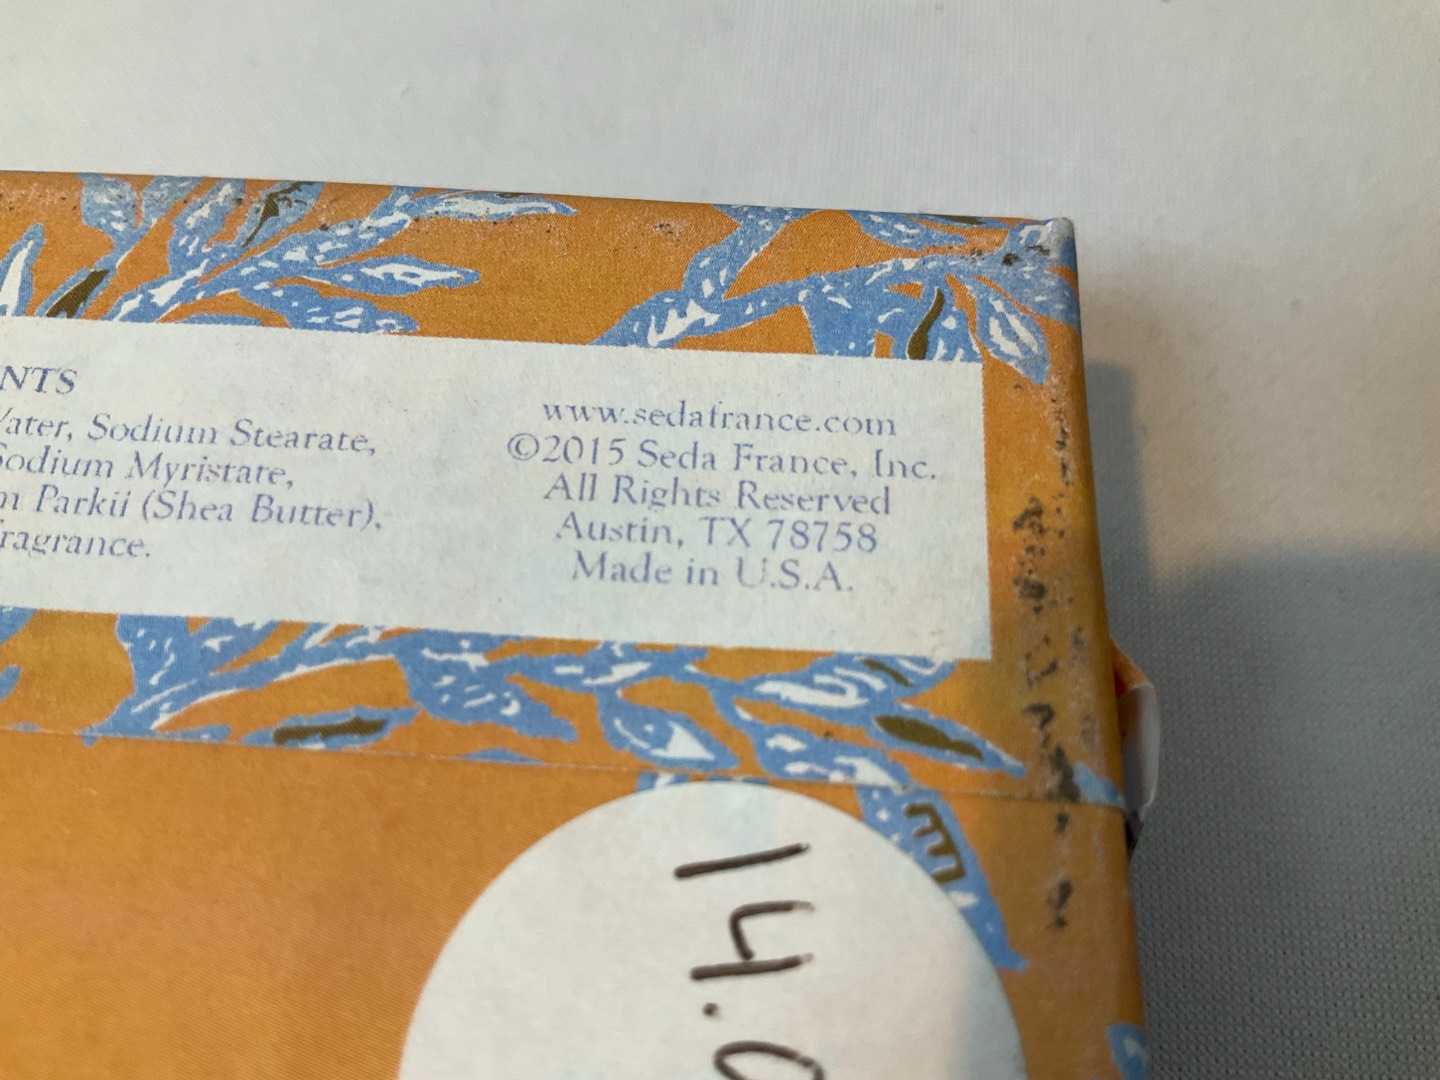 NTS
Vater, Sodium Stearate,
Sodium Myristate,
m Parkii (Shea Butter),
ragrance.
www.sedafrance.com
©2015 Seda France, Inc.
All Rights Reserved
Austin, TX 78758
Made in U.S.A.
14.0